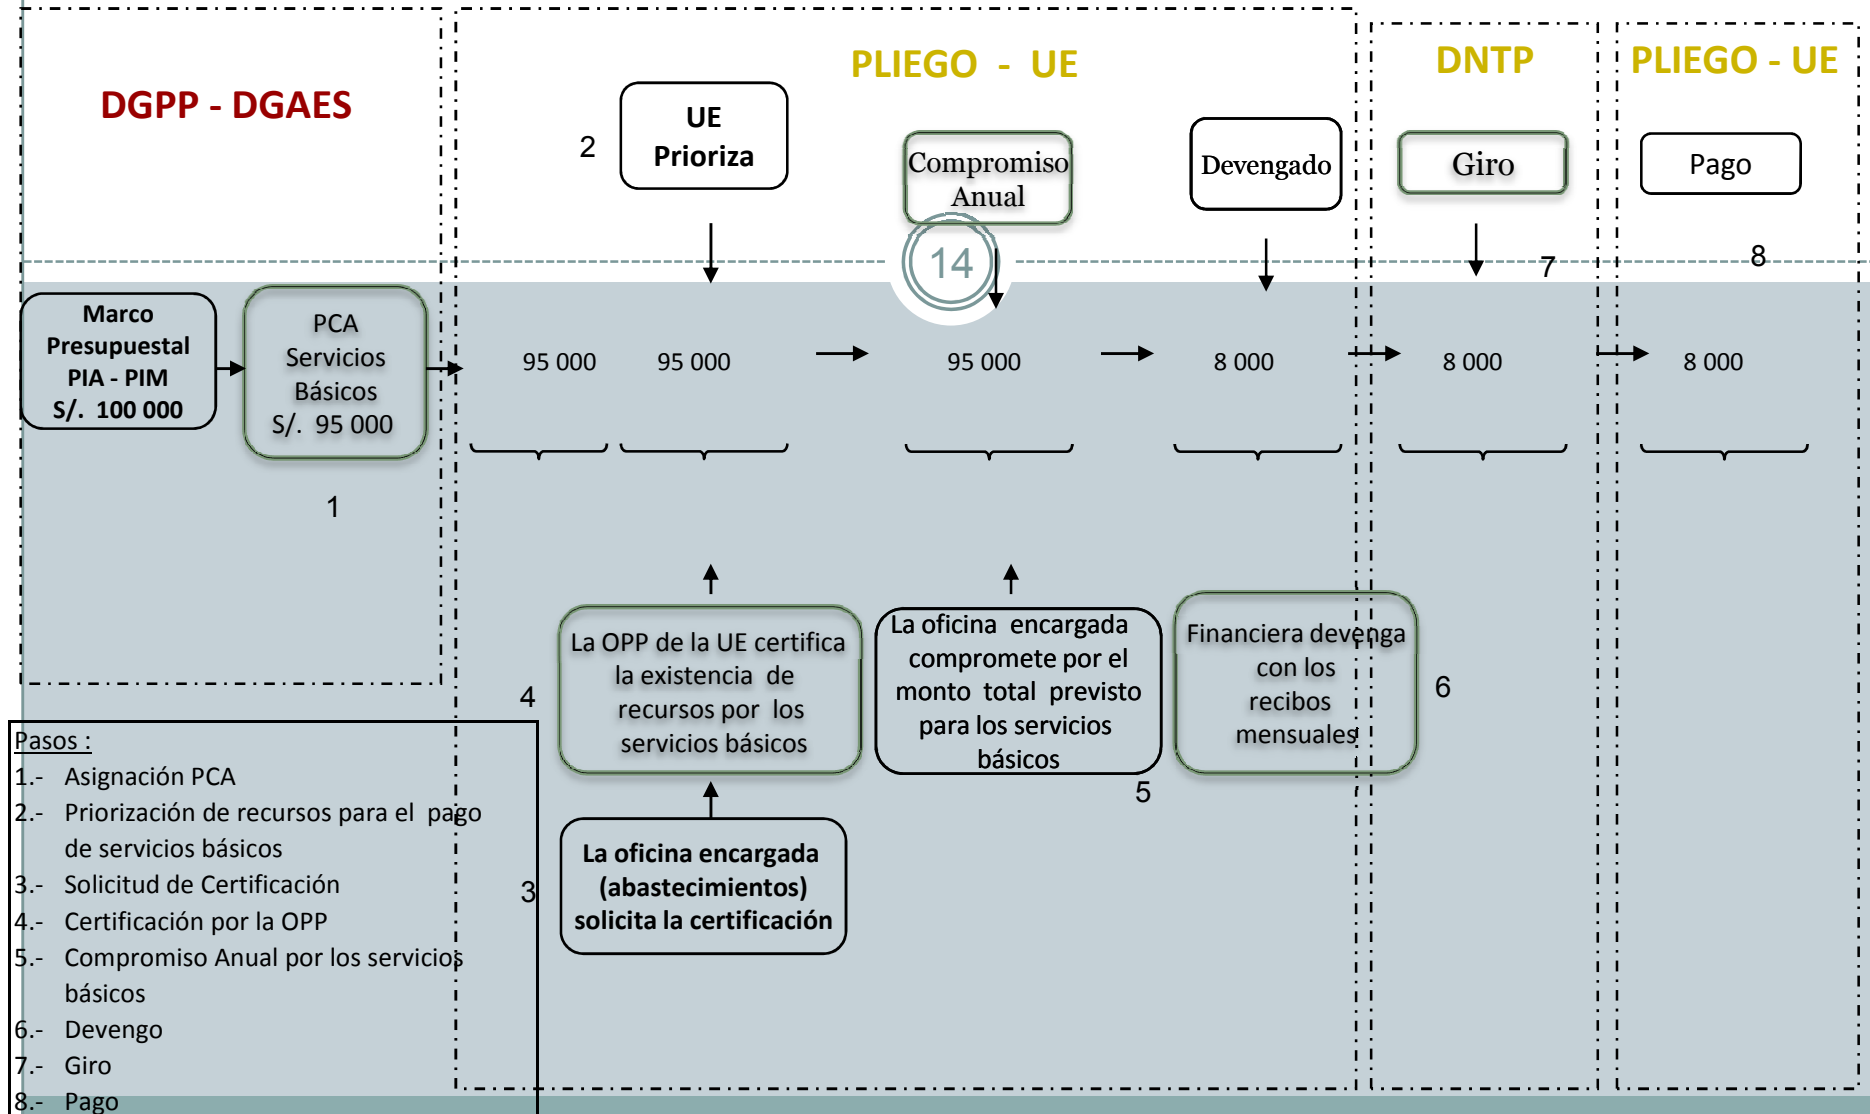 DGPP - DGAES
PLIEGO - UE
DNTP
PLIEGO - UE
2
UE
Prioriza
Compromiso
Anual
Devengado
Giro
Pago
14
7
8
Marco
Presupuestal
PIA - PIM
S/. 100 000
PCA
Servicios
Básicos
S/. 95 000
95 000
95 000
95 000
8 000
8 000
8 000
1
4
La OPP de la UE certifica
la existencia de
recursos por los
servicios básicos
La oficina encargada
compromete por el
monto total previsto
para los servicios
básicos
5
Financiera devenga
con los
recibos
mensuales
6
3
La oficina encargada
(abastecimientos)
solicita la certificación
Pasos :
1.- Asignación PCA
2.- Priorización de recursos para el pago
de servicios básicos
3.- Solicitud de Certificación
4.- Certificación por la OPP
5.- Compromiso Anual por los servicios
básicos
6.- Devengo
7.- Giro
8.- Pago